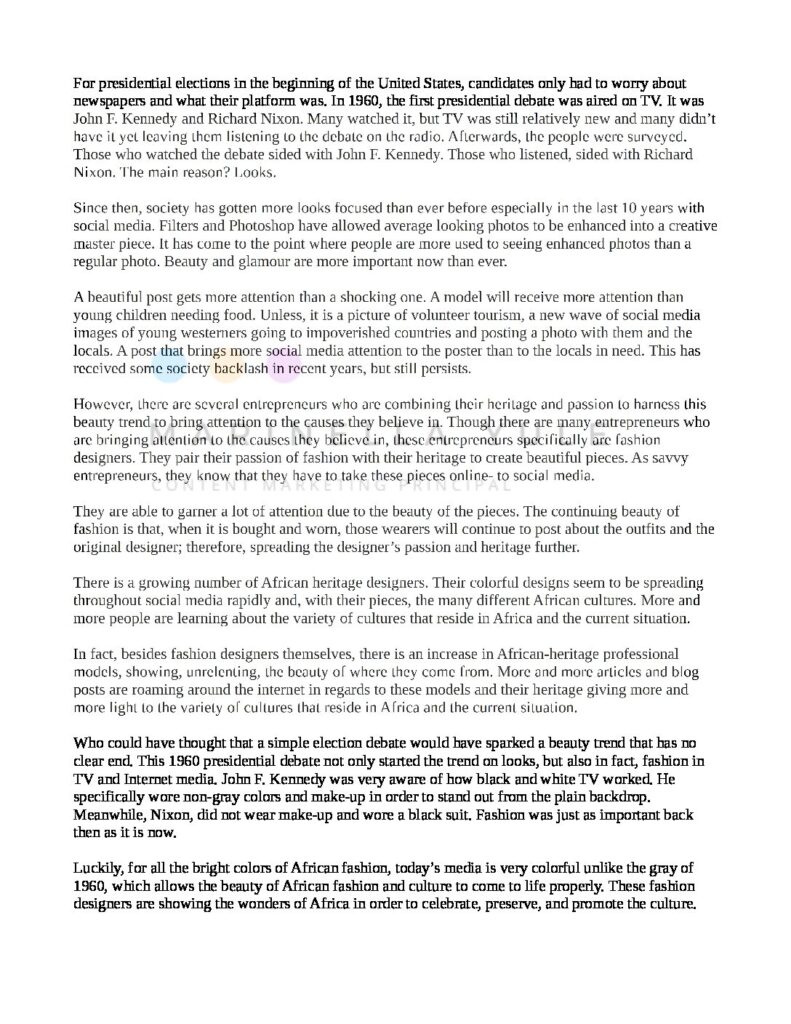 For presidential elections in the beginning of the United States, candidates only had to worry about
newspapers and what their platform was. In 1960, the first presidential debate was aired on TV. It was
John F. Kennedy and Richard Nixon. Many watched it, but TV was still relatively new and many didn't
have it yet leaving them listening to the debate on the radio. Afterwards, the people were surveyed.
Those who watched the debate sided with John F. Kennedy. Those who listened, sided with Richard
Nixon. The main reason? Looks.
Since then, society has gotten more looks focused than ever before especially in the last 10 years with
social media. Filters and Photoshop have allowed average looking photos to be enhanced into a creative
master piece. It has come to the point where people are more used to seeing enhanced photos than a
regular photo. Beauty and glamour are more important now than ever.
A beautiful post gets more attention than a shocking one. A model will receive more attention than
young children needing food. Unless, it is a picture of volunteer tourism, a new wave of social media
images of young westerners going to impoverished countries and posting a photo with them and the
locals. A post that brings more social media attention to the poster than to the locals in need. This has
received some society backlash in recent years, but still persists.
However, there are several entrepreneurs who are combining their heritage and passion to harness this
beauty trend to bring attention to the causes they believe in. Though there are many entrepreneurs who
are bringing attention to the causes they believe in, these entrepreneurs specifically are fashion
designers. They pair their passion of fashion with their heritage to create beautiful pieces. As savvy
entrepreneurs, they know that they have to take these pieces online- to social media.
CONTENT MARKETING PRINCIPAL
They are able to garner a lot of attention due to the beauty of the pieces. The continuing beauty of
fashion is that, when it is bought and worn, those wearers will continue to post about the outfits and the
original designer; therefore, spreading the designer's passion and heritage further.
There is a growing number of African heritage designers. Their colorful designs seem to be spreading
throughout social media rapidly and, with their pieces, the many different African cultures. More and
more people are learning about the variety of cultures that reside in Africa and the current situation.
In fact, besides fashion designers themselves, there is an increase in African-heritage professional
models, showing, unrelenting, the beauty of where they come from. More and more articles and blog
posts are roaming around the internet in regards to these models and their heritage giving more and
more light to the variety of cultures that reside in Africa and the current situation.
Who could have thought that a simple election debate would have sparked a beauty trend that has no
clear end. This 1960 presidential debate not only started the trend on looks, but also in fact, fashion in
TV and Internet media. John F. Kennedy was very aware of how black and white TV worked. He
specifically wore non-gray colors and make-up in order to stand out from the plain backdrop.
Meanwhile, Nixon, did not wear make-up and wore a black suit. Fashion was just as important back
then as it is now.
Luckily, for all the bright colors of African fashion, today's media is very colorful unlike the gray of
1960, which allows the beauty of African fashion and culture to come to life properly. These fashion
designers are showing the wonders of Africa in order to celebrate, preserve, and promote the culture.